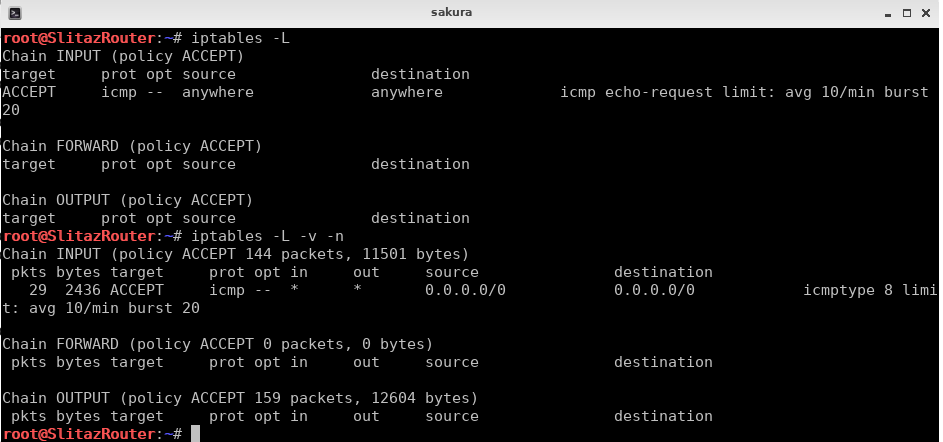 sakura
root@SlitazRouter:~# iptables -L
Chain INPUT (policy ACCEPT)
target     prot opt source               destination
ACCEPT     icmp --  anywhere             anywhere             icmp echo-request limit: avg 10/min burst
20

Chain FORWARD (policy ACCEPT)
target     prot opt source               destination

Chain OUTPUT (policy ACCEPT)
target     prot opt source               destination
root@SlitazRouter:~# iptables -L -v -n
Chain INPUT (policy ACCEPT 144 packets, 11501 bytes)
 pkts bytes target     prot opt in      out     source               destination
   29  2436 ACCEPT     icmp --  *      *       0.0.0.0/0            0.0.0.0/0            icmptype 8 limi
t: avg 10/min burst 20

Chain FORWARD (policy ACCEPT 0 packets, 0 bytes)
 pkts bytes target     prot opt in      out     source               destination

Chain OUTPUT (policy ACCEPT 159 packets, 12604 bytes)
 pkts bytes target     prot opt in      out     source               destination
root@SlitazRouter:~#